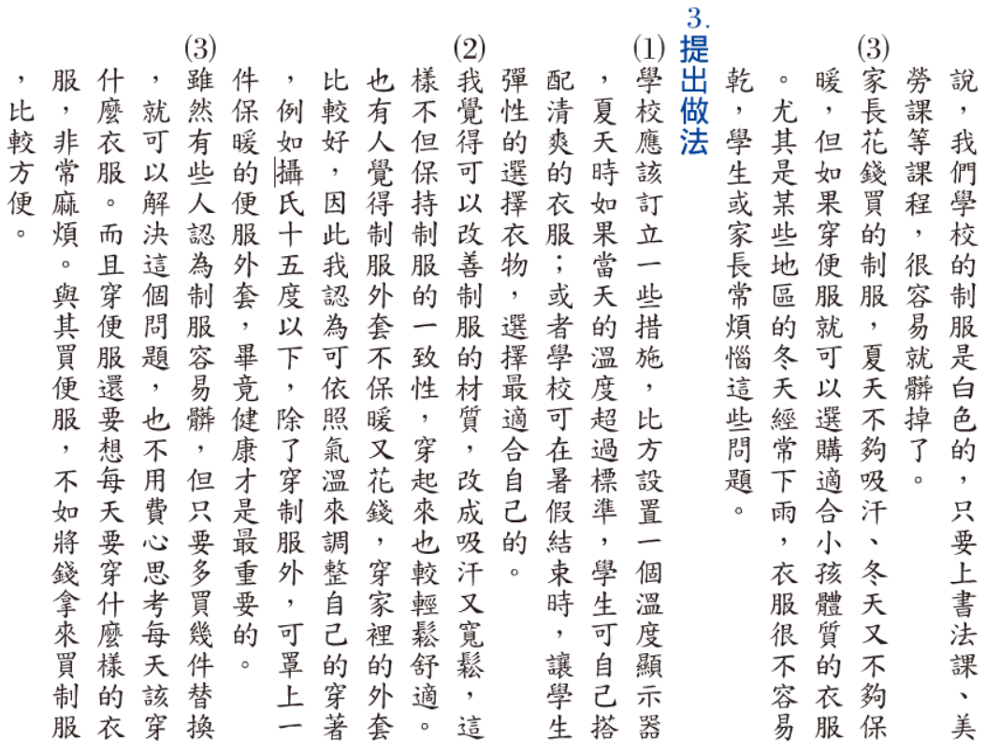 說，我們學校的制服是白色的，只要上書法課、美
勞課等課程，很容易就髒掉了。
(3)家長花錢買的制服，夏天不夠吸汗、冬天又不夠保
暖，但如果穿便服就可以選購適合小孩體質的衣服
。尤其是某些地區的冬天經常下雨，衣服很不容易
乾，學生或家長常煩惱這些問題。
3.提出做法
(1)學校應該訂立一些措施，比方設置一個溫度顯示器
，夏天時如果當天的溫度超過標準，學生可自己搭
配清爽的衣服；或者學校可在暑假結束時，讓學生
彈性的選擇衣物，選擇最適合自己的。
(2)我覺得可以改善制服的材質，改成吸汗又寬鬆，這
樣不但保持制服的一致性，穿起來也較輕鬆舒適。
也有人覺得制服外套不保暖又花錢，穿家裡的外套
比較好，因此我認為可依照氣溫來調整自己的穿著
，例如攝氏十五度以下，除了穿制服外，可罩上一
件保暖的便服外套，畢竟健康才是最重要的。
(3)雖然有些人認為制服容易髒，但只要多買幾件替換
，就可以解決這個問題，也不用費心思考每天該穿
什麼衣服。而且穿便服還要想每天要穿什麼樣的衣
服，非常麻煩。與其買便服，不如將錢拿來買制服
，比較方便。